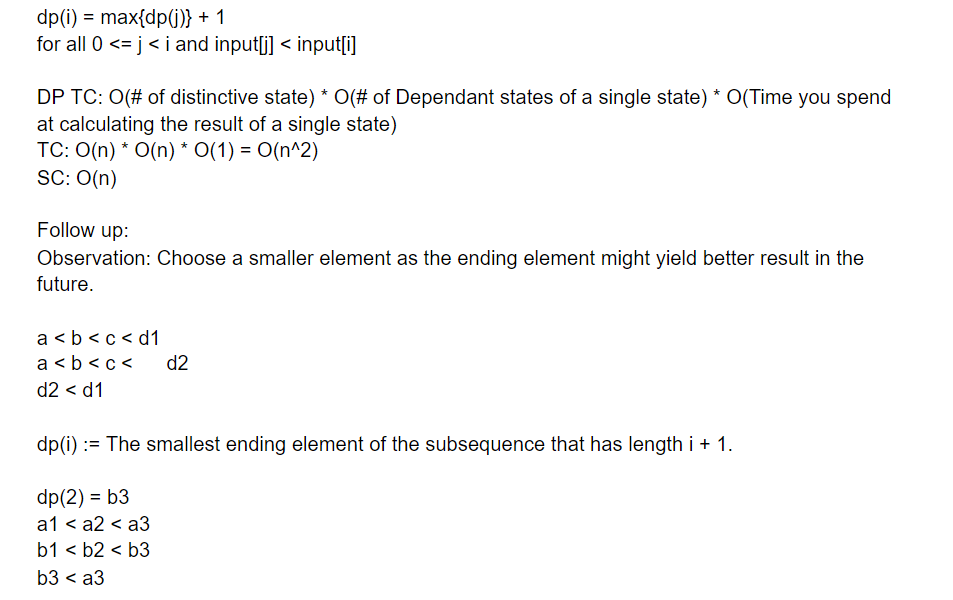 dp(i) = max{dp(j)} + 1
for all 0 <= j < i and input[j] < input[i]
DP TC: O(# of distinctive state) * O(# of Dependant states of a single state) * O(Time you spend
at calculating the result of a single state)
TC: O(n) * O(n) * O(1) = O(n^2)
SC: O(n)
Follow up:
Observation: Choose a smaller element as the ending element might yield better result in the
future.
a < b < c < d1
a < b < c <      d2
d2 < d1
dp(i) := The smallest ending element of the subsequence that has length i + 1.
dp(2) = b3
a1 < a2 < a3
b1 < b2 < b3
b3 < a3